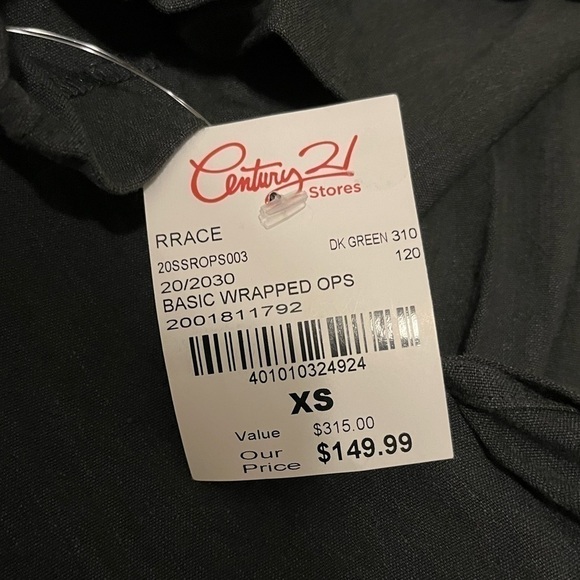 Century 21
Stores
RRACE
20SSROPS003 DK GREEN 310
20/2030 120
BASIC WRAPPED OPS
2001811792
401010324924
XS
Value $315.00
Our
Price $149.99